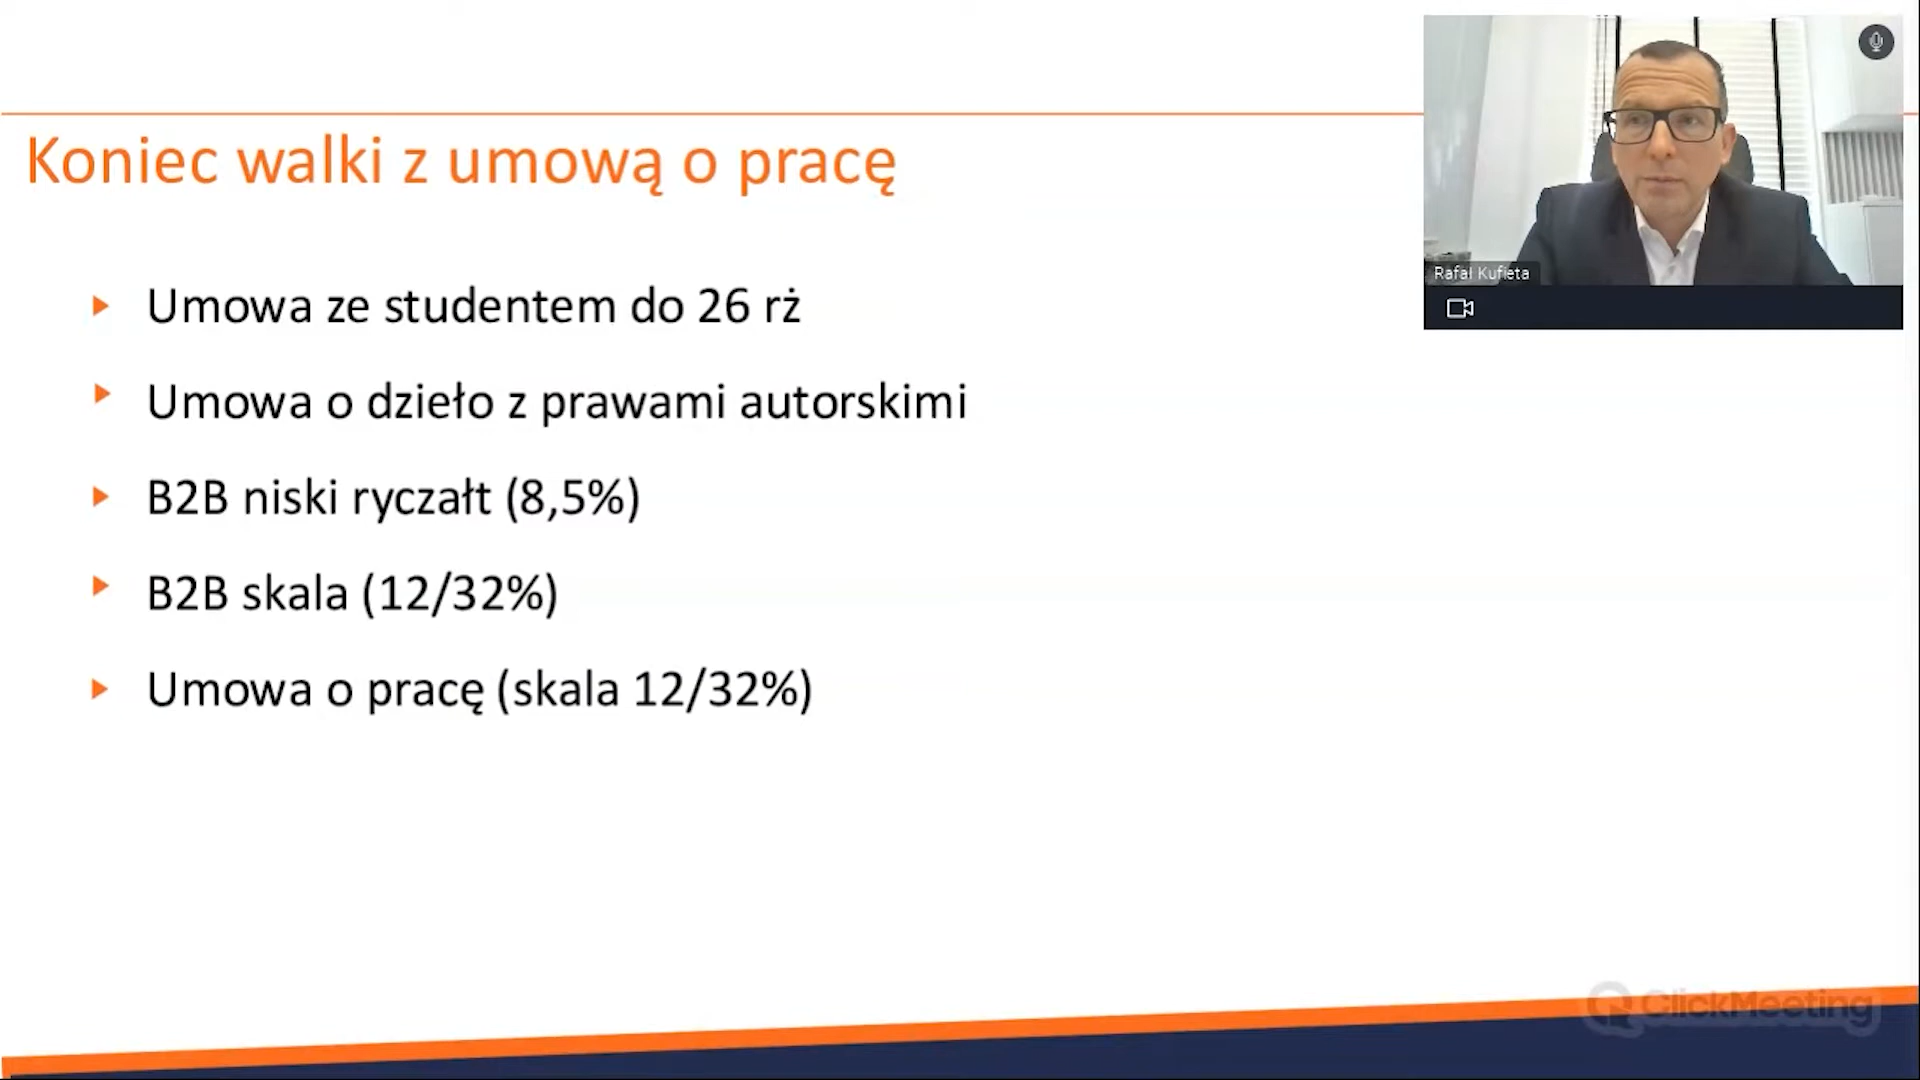 Koniec walki z umową o pracę
Umowa ze studentem do 26 rż
Umowa o dzieło z prawami autorskimi
B2B niski ryczałt (8,5%)
B2B skala (12/32%)
Umowa o pracę (skala 12/32%)
Rafał Kufieta
ClickMeeting